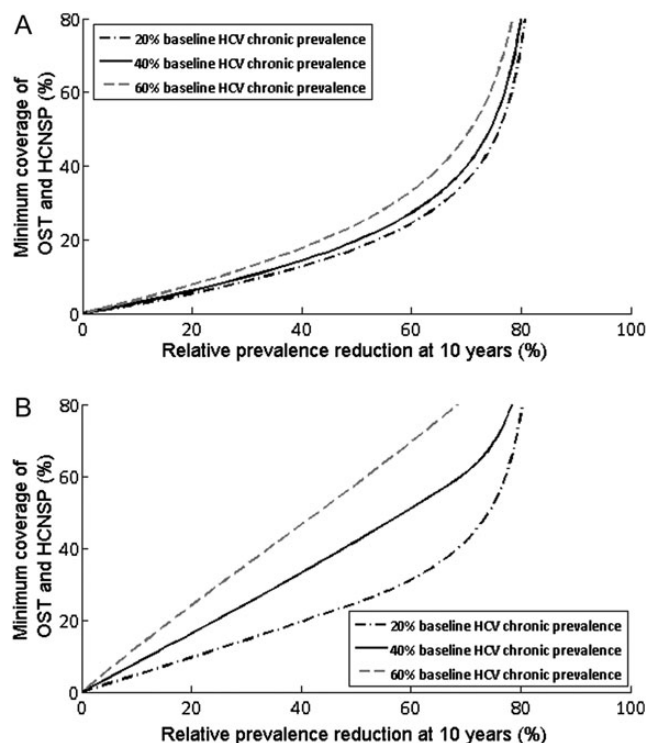 A
80
60
40
20
0
0
20
40
60
80
100
Minimum coverage of
OST and HCNSP (%)
Relative prevalence reduction at 10 years (%)
20% baseline HCV chronic prevalence
40% baseline HCV chronic prevalence
60% baseline HCV chronic prevalence
B
80
60
40
20
0
0
20
40
60
80
100
Minimum coverage of
OST and HCNSP (%)
Relative prevalence reduction at 10 years (%)
20% baseline HCV chronic prevalence
40% baseline HCV chronic prevalence
60% baseline HCV chronic prevalence